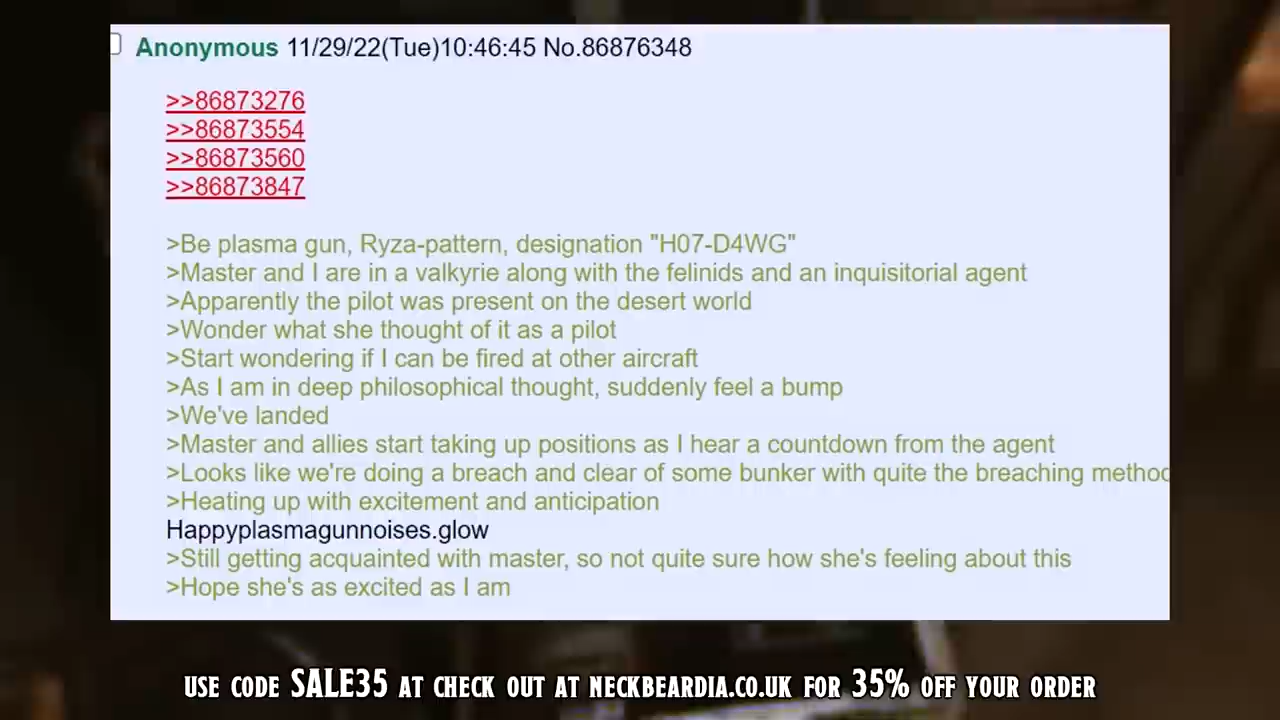 Anonymous 11/29/22(Tue)10:46:45 No.86876348
>>86873276
>>86873554
>>86873560
>>86873847
>Be plasma gun, Ryza-pattern, designation "H07-D4WG"
>Master and I are in a valkyrie along with the felinids and an inquisitorial agent
>Apparently the pilot was present on the desert world
>Wonder what she thought of it as a pilot
>Start wondering if I can be fired at other aircraft
>As I am in deep philosophical thought, suddenly feel a bump
>We've landed
>Master and allies start taking up positions as I hear a countdown from the agent
>Looks like we're doing a breach and clear of some bunker with quite the breaching method
>Heating up with excitement and anticipation
Happyplasmagunnoises.glow
>Still getting acquainted with master, so not quite sure how she's feeling about this
>Hope she's as excited as I am
USE CODE SALE35 AT CHECK OUT AT NECKBEARDIA.CO.UK FOR 35% OFF YOUR ORDER